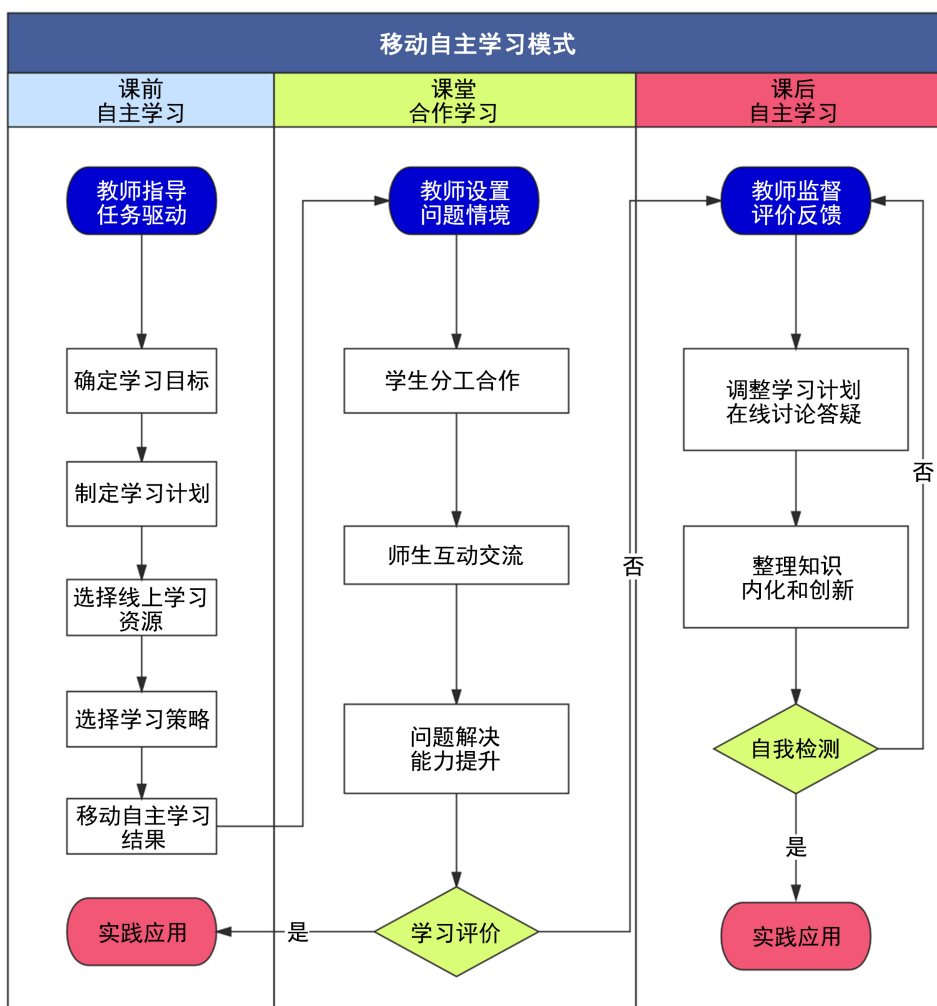 移动自主学习模式
课前
自主学习
课堂
合作学习
课后
自主学习
教师指导
任务驱动
确定学习目标
制定学习计划
选择线上学习
资源
选择学习策略
移动自主学习
结果
实践应用
教师设置
问题情境
学生分工合作
师生互动交流
问题解决
能力提升
学习评价
是
否
教师监督
评价反馈
调整学习计划
在线讨论答疑
整理知识
内化和创新
自我检测
否
是
实践应用